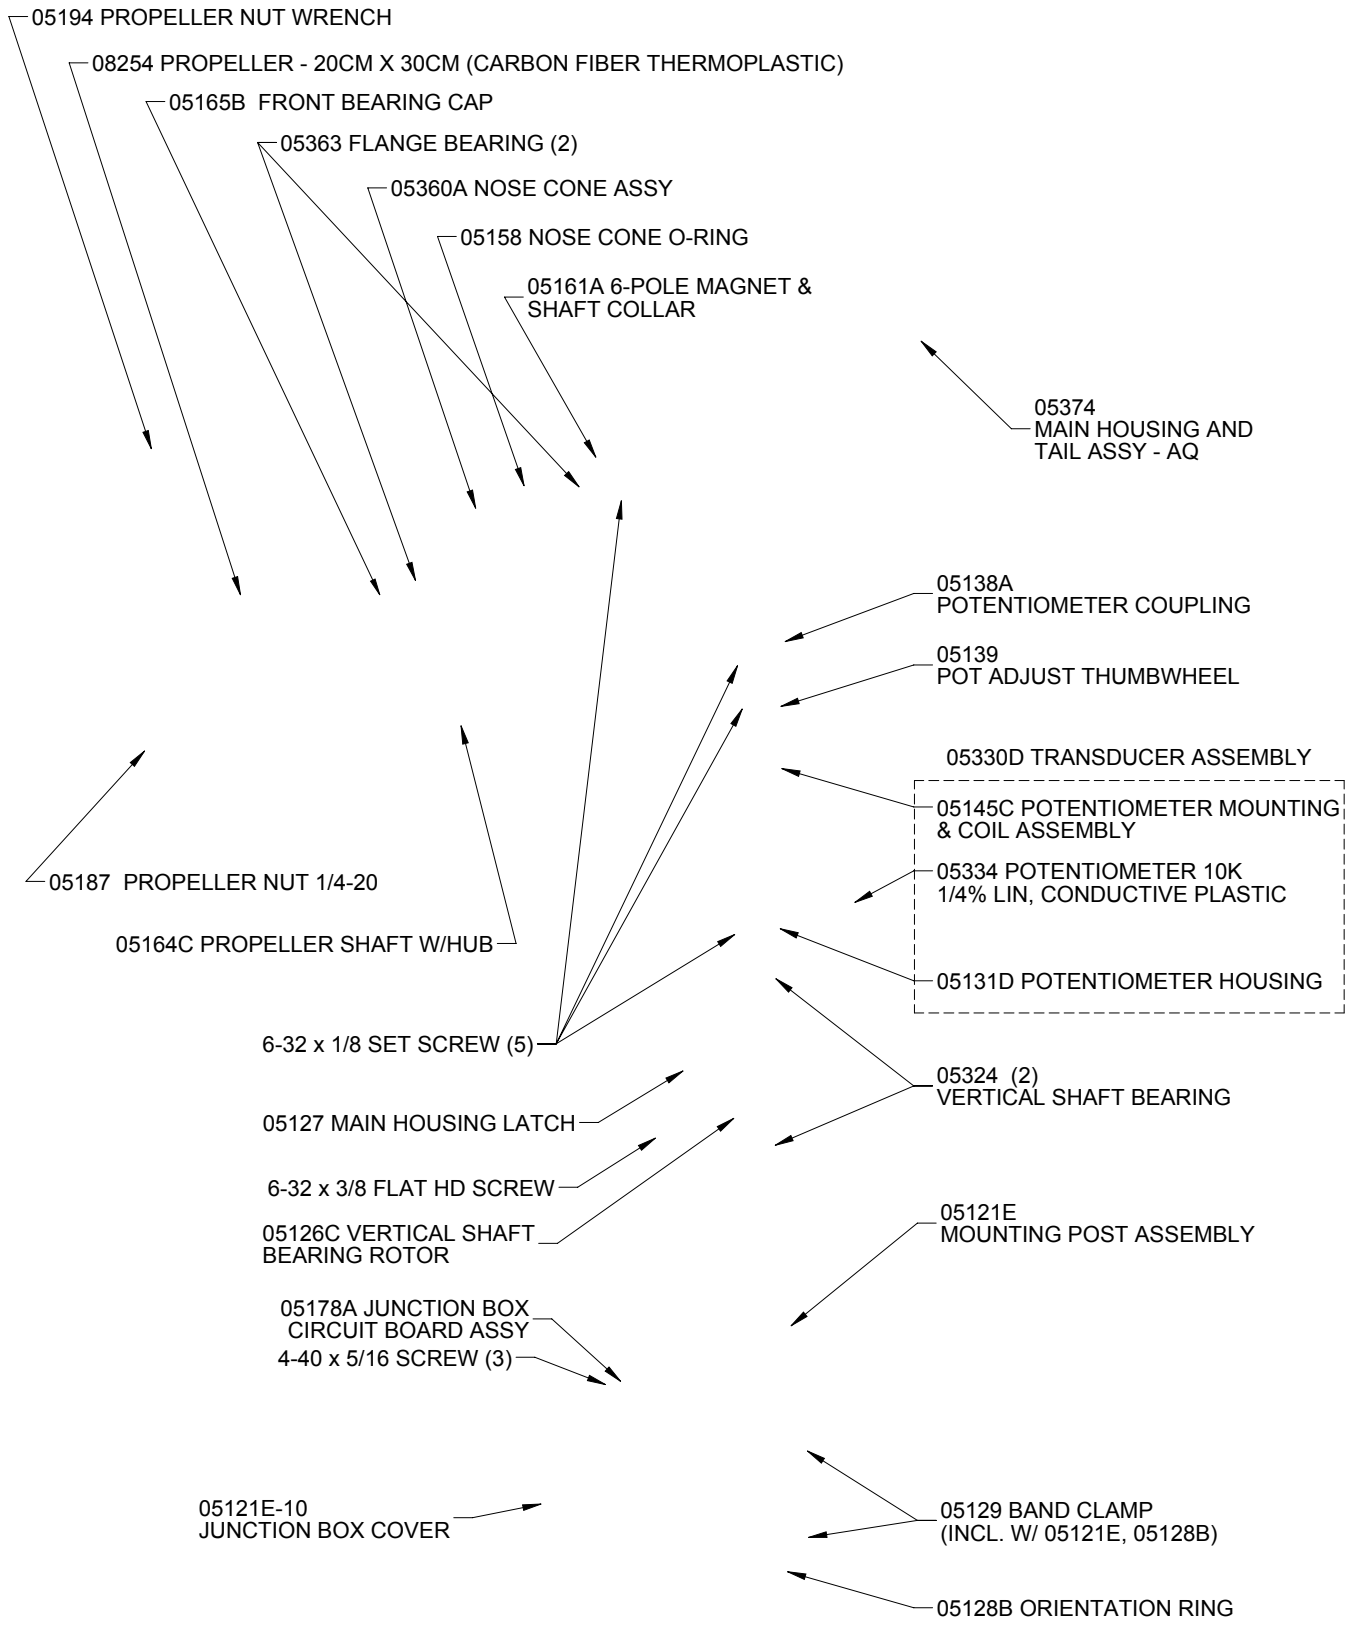 05194 PROPELLER NUT WRENCH
08254 PROPELLER - 20CM X 30CM (CARBON FIBER THERMOPLASTIC)
05165B  FRONT BEARING CAP
05363 FLANGE BEARING (2)
05360A NOSE CONE ASSY
05158 NOSE CONE O-RING
05161A 6-POLE MAGNET &
SHAFT COLLAR
05374
MAIN HOUSING AND
TAIL ASSY - AQ
05138A
POTENTIOMETER COUPLING
05139
POT ADJUST THUMBWHEEL
05330D TRANSDUCER ASSEMBLY
05145C POTENTIOMETER MOUNTING
& COIL ASSEMBLY
05334 POTENTIOMETER 10K
1/4% LIN, CONDUCTIVE PLASTIC
05131D POTENTIOMETER HOUSING
05187  PROPELLER NUT 1/4-20
05164C PROPELLER SHAFT W/HUB
6-32 x 1/8 SET SCREW (5)
05324  (2)
VERTICAL SHAFT BEARING
05127 MAIN HOUSING LATCH
6-32 x 3/8 FLAT HD SCREW
05126C VERTICAL SHAFT
BEARING ROTOR
05121E
MOUNTING POST ASSEMBLY
05178A JUNCTION BOX
CIRCUIT BOARD ASSY
4-40 x 5/16 SCREW (3)
05121E-10
JUNCTION BOX COVER
05129 BAND CLAMP
(INCL. W/ 05121E, 05128B)
05128B ORIENTATION RING